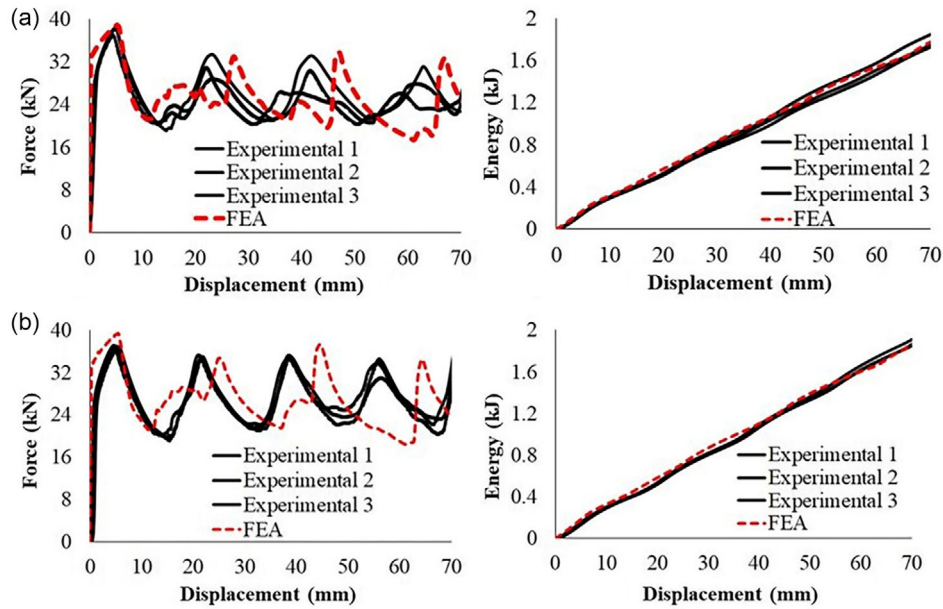 (a)
40
32
24
16
8
0
Force (kN)
Experimental 1
Experimental 2
Experimental 3
FEA
0 10 20 30 40 50 60 70
Displacement (mm)
2
1.6
1.2
0.8
0.4
0
Energy (kJ)
Experimental 1
Experimental 2
Experimental 3
FEA
0 10 20 30 40 50 60 70
Displacement (mm)
(b)
40
32
24
16
8
0
Force (kN)
Experimental 1
Experimental 2
Experimental 3
FEA
0 10 20 30 40 50 60 70
Displacement (mm)
2
1.6
1.2
0.8
0.4
0
Energy (kJ)
Experimental 1
Experimental 2
Experimental 3
FEA
0 10 20 30 40 50 60 70
Displacement (mm)